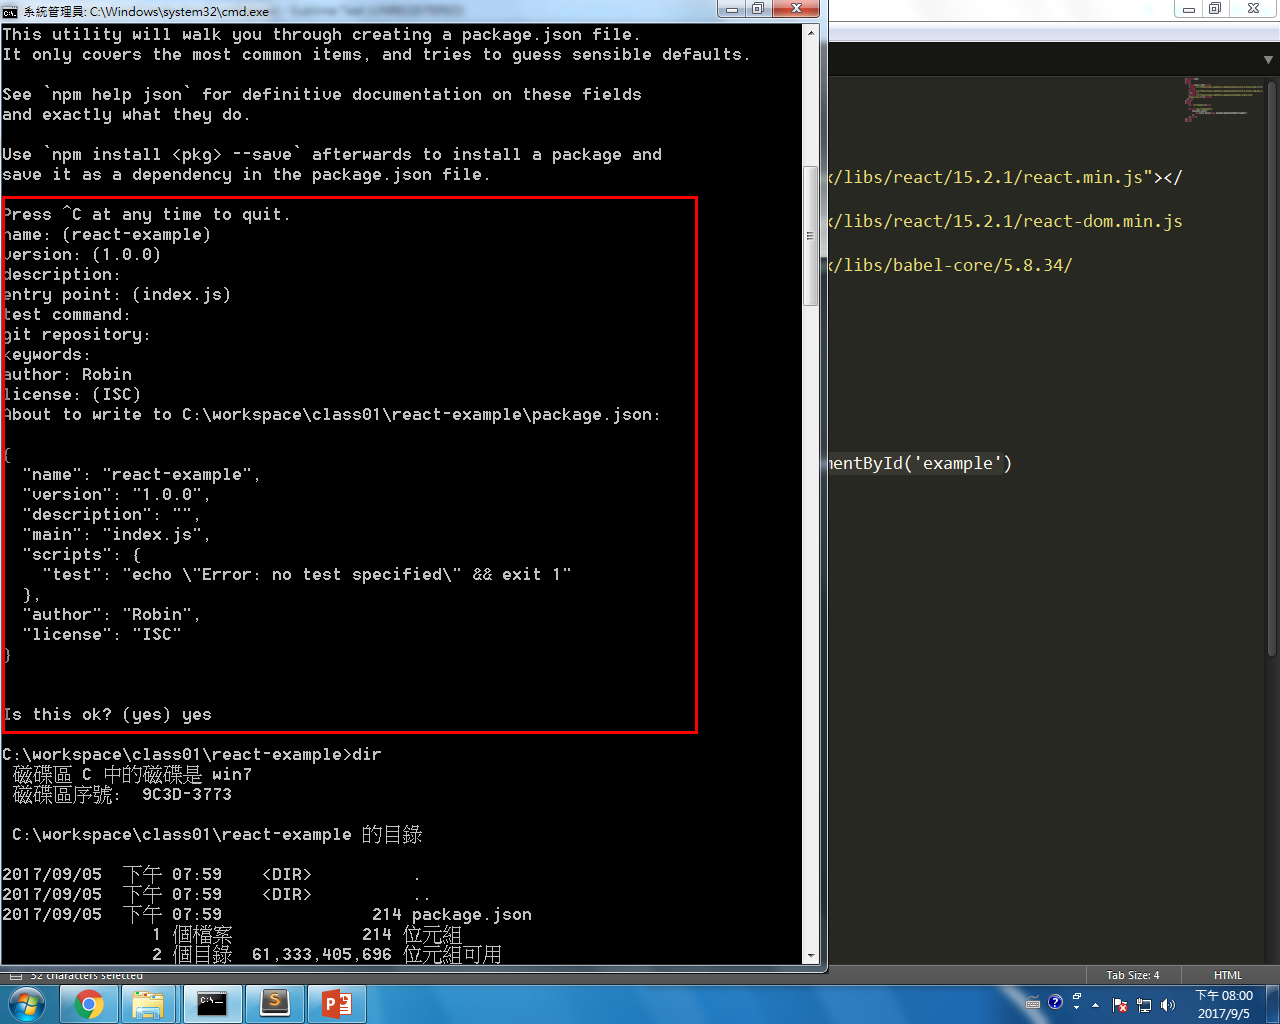 系統管理員: C:\Windows\system32\cmd.exe
This utility will walk you through creating a package.json file.
It only covers the most common items, and tries to guess sensible defaults.
See `npm help json` for definitive documentation on these fields
and exactly what they do.
Use `npm install <pkg> --save` afterwards to install a package and
save it as a dependency in the package.json file.
Press ^C at any time to quit.
name: (react-example)
version: (1.0.0)
description:
entry point: (index.js)
test command:
git repository:
keywords:
author: Robin
license: (ISC)
About to write to C:\workspace\class01\react-example\package.json:
{
"name": "react-example",
"version": "1.0.0",
"description": "",
"main": "index.js",
"scripts": {
"test": "echo \"Error: no test specified\" && exit 1"
},
"author": "Robin",
"license": "ISC"
}
Is this ok? (yes) yes
C:\workspace\class01\react-example>dir
磁碟區 C 中的磁碟是 win7
磁碟區序號:  9C3D-3773
C:\workspace\class01\react-example 的目錄
2017/09/05  下午 07:59    <DIR>          .
2017/09/05  下午 07:59    <DIR>          ..
2017/09/05  下午 07:59               214 package.json
1 個檔案             214 位元組
2 個目錄  61,333,405,696 位元組可用
x/libs/react/15.2.1/react.min.js"></
x/libs/react/15.2.1/react-dom.min.js
x/libs/babel-core/5.8.34/
mentById('example')
32 characters selected
Tab Size: 4
HTML
下午 08:00
2017/9/5